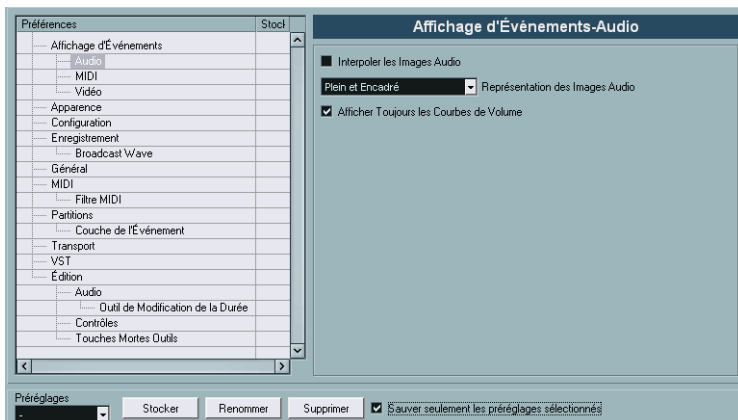 Préférences
Stock
Affichage d'Événements
Audio
MIDI
Vidéo
Apparence
Configuration
Enregistrement
Broadcast Wave
Général
MIDI
Filtre MIDI
Partitions
Couche de l'Événement
Transport
VST
Édition
Audio
Outil de Modification de la Durée
Contrôles
Touches Mortes Outils
Affichage d'Événements-Audio
Interpoler les Images Audio
Plein et Encadré Représentation des Images Audio
Afficher Toujours les Courbes de Volume
Préréglages
-
Stocker Renommer Supprimer Sauver seulement les préréglages sélectionnés